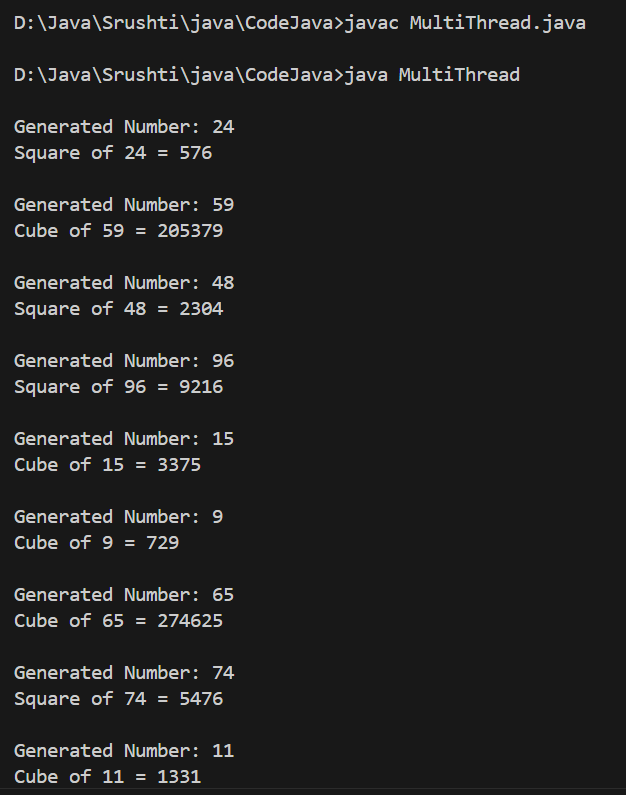 D:\Java\Srushti\java\CodeJava>javac MultiThread.java
D:\Java\Srushti\java\CodeJava>java MultiThread
Generated Number: 24
Square of 24 = 576
Generated Number: 59
Cube of 59 = 205379
Generated Number: 48
Square of 48 = 2304
Generated Number: 96
Square of 96 = 9216
Generated Number: 15
Cube of 15 = 3375
Generated Number: 9
Cube of 9 = 729
Generated Number: 65
Cube of 65 = 274625
Generated Number: 74
Square of 74 = 5476
Generated Number: 11
Cube of 11 = 1331